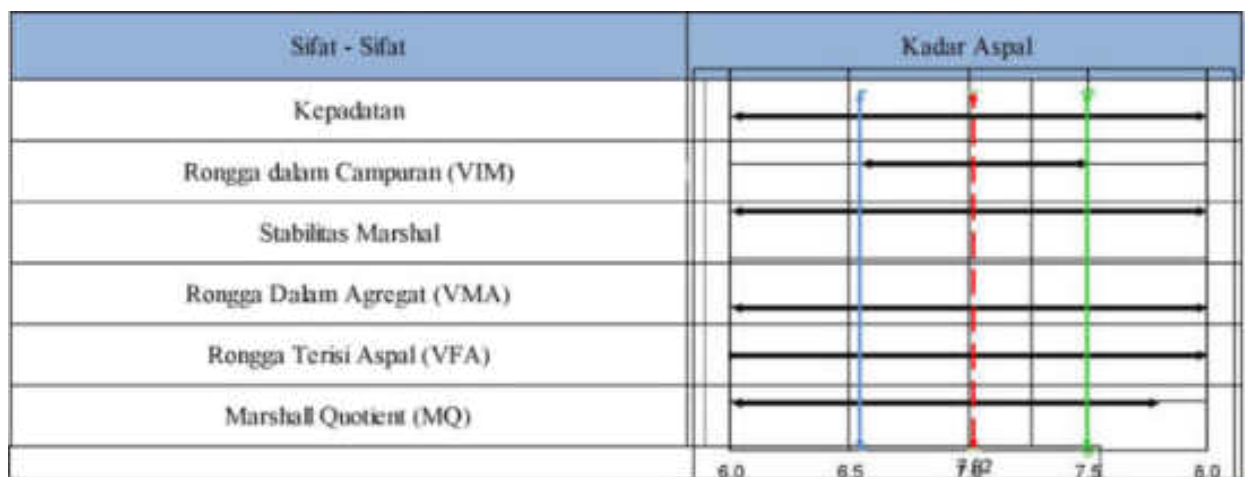 Sifat - Sifat
Kadar Aspal
Kepadatan
Rongga dalam Campuran (VIM)
Stabilitas Marshal
Rongga Dalam Agregat (VMA)
Rongga Terisi Aspal (VFA)
Marshall Quotient (MQ)
6.0 6.5 7.5 8.0